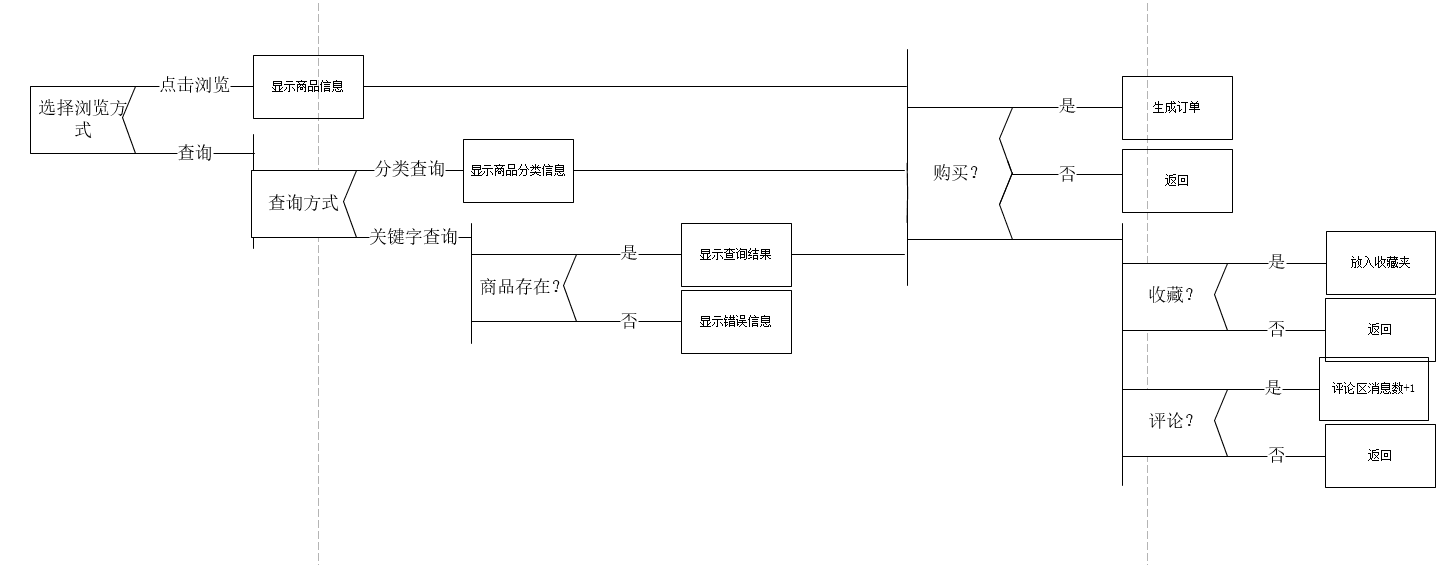 点击浏览
显示商品信息
选择浏览方
式
查询
分类查询
显示商品分类信息
查询方式
关键字查询
商品存在?
是
显示查询结果
否
显示错误信息
购买?
是
生成订单
否
返回
收藏?
是
放入收藏夹
否
返回
评论?
是
评论区消息数+1
否
返回